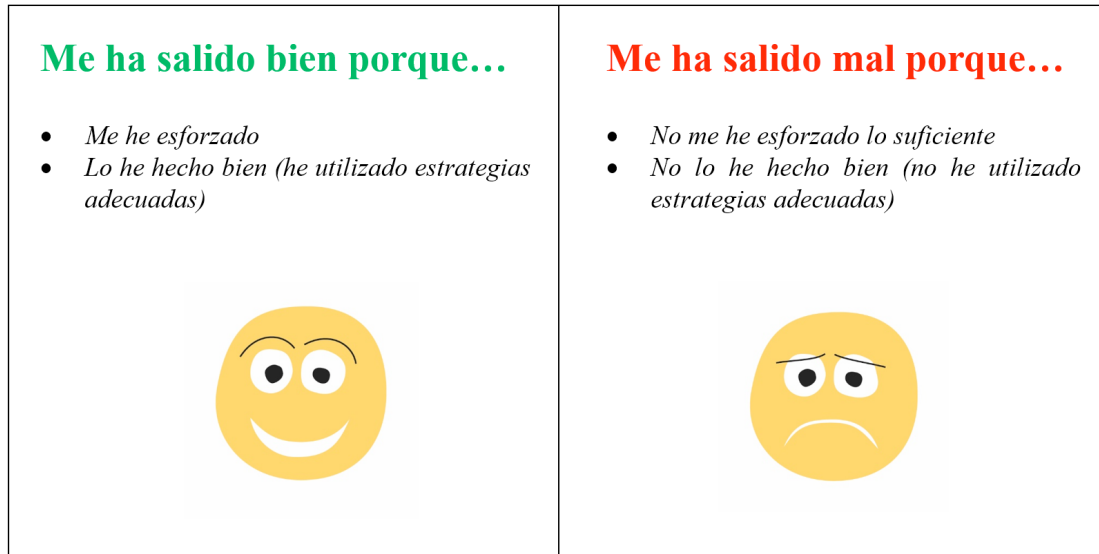 Me ha salido bien porque…
• Me he esforzado
• Lo he hecho bien (he utilizado estrategias
adecuadas)
Me ha salido mal porque…
• No me he esforzado lo suficiente
• No lo he hecho bien (no he utilizado
estrategias adecuadas)